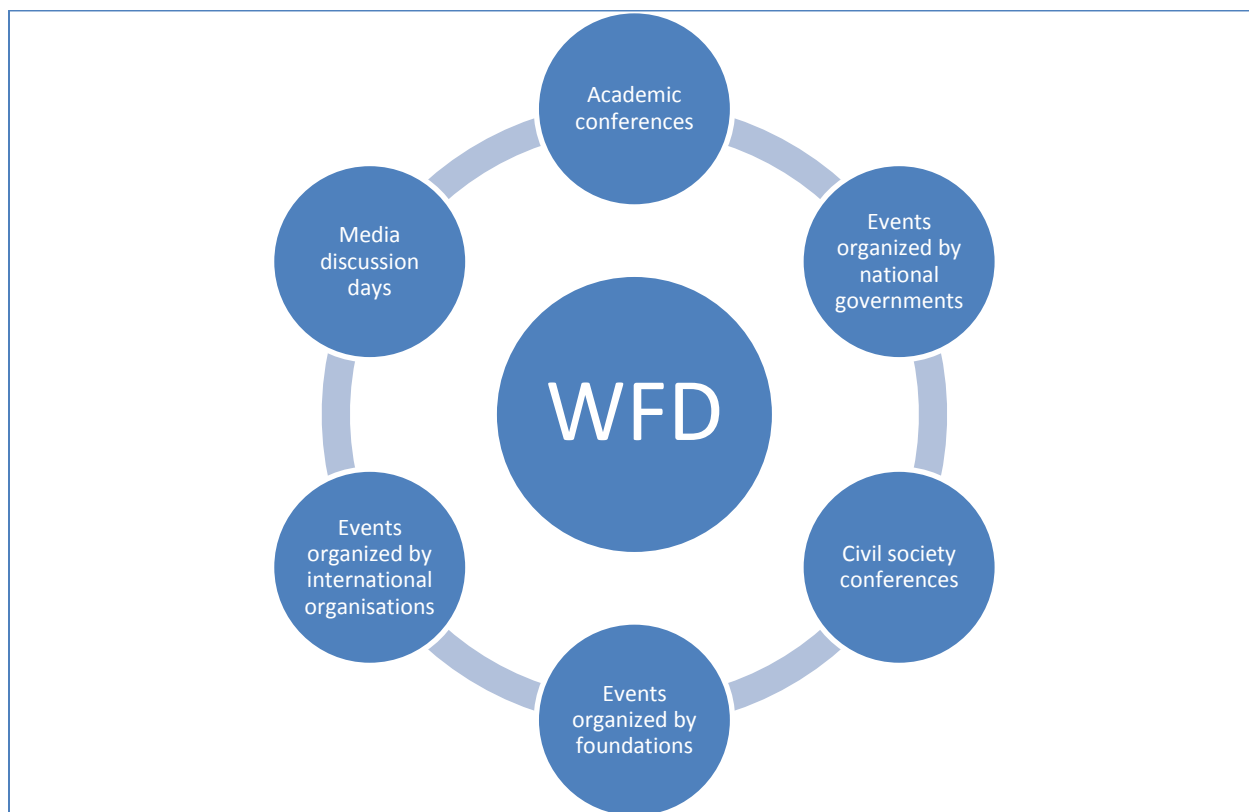 Academic
conferences
Events
organized by
national
governments
Civil society
conferences
Events
organized by
foundations
Events
organized by
international
organisations
Media
discussion
days
WFD